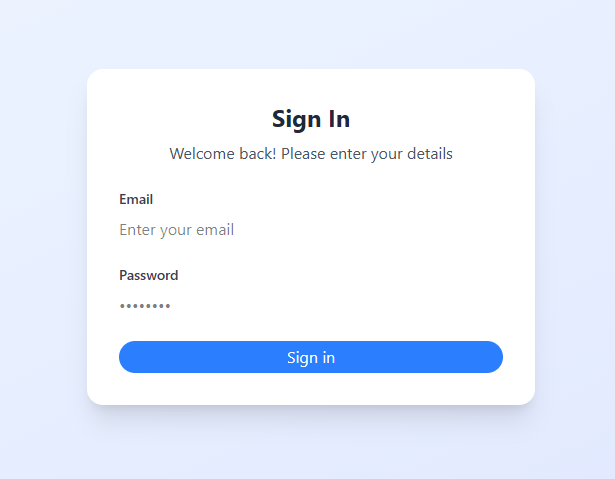 Sign In
Welcome back! Please enter your details
Email
Enter your email
Password
••••••••
Sign in